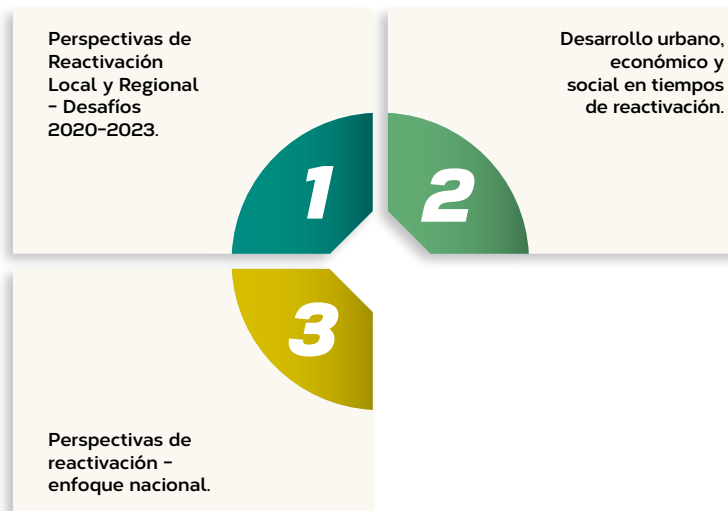 Perspectivas de
Reactivación
Local y Regional
- Desafíos
2020-2023.
1
Desarrollo urbano,
económico y
social en tiempos
de reactivación.
2
3
Perspectivas de
reactivación -
enfoque nacional.